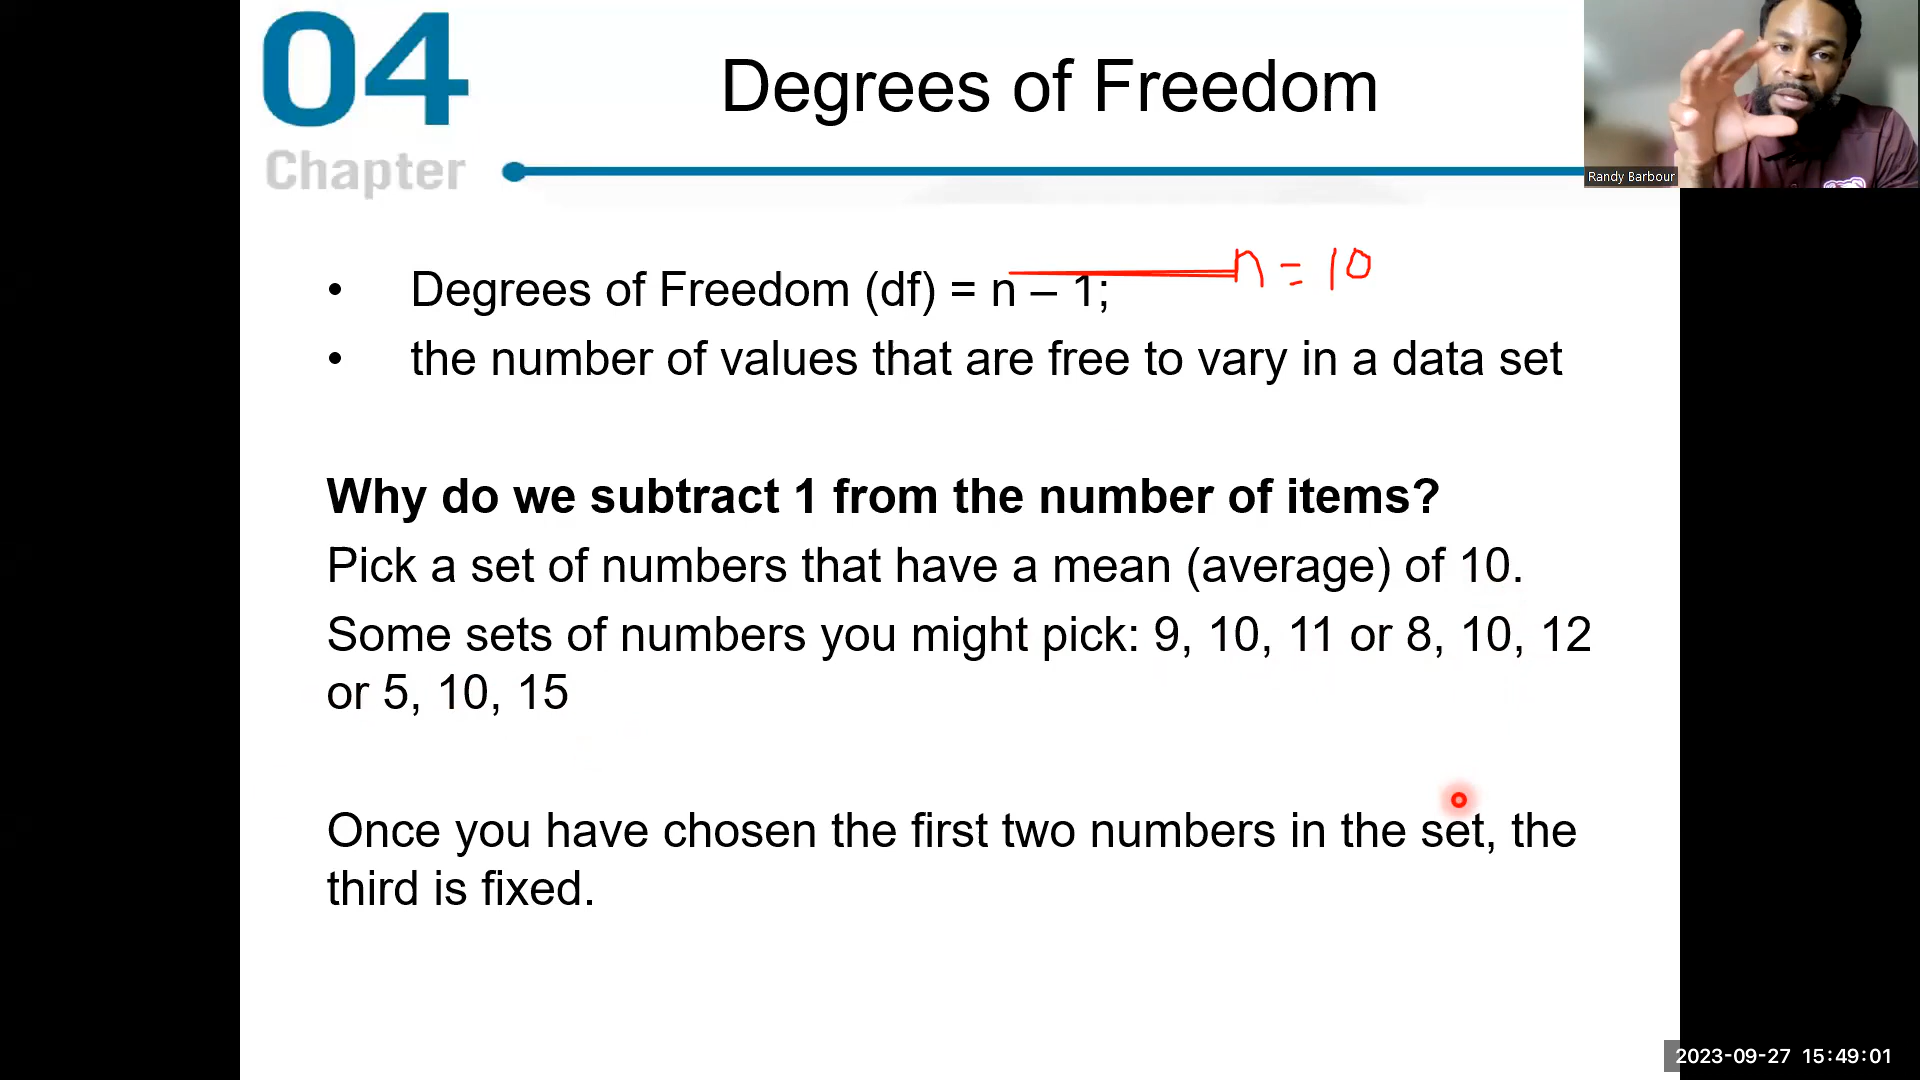 04
Chapter
Degrees of Freedom
Randy Barbour
• Degrees of Freedom (df) = n – 1;
n = 10
• the number of values that are free to vary in a data set
Why do we subtract 1 from the number of items?
Pick a set of numbers that have a mean (average) of 10.
Some sets of numbers you might pick: 9, 10, 11 or 8, 10, 12
or 5, 10, 15
Once you have chosen the first two numbers in the set, the
third is fixed.
2023-09-27 15:49:01